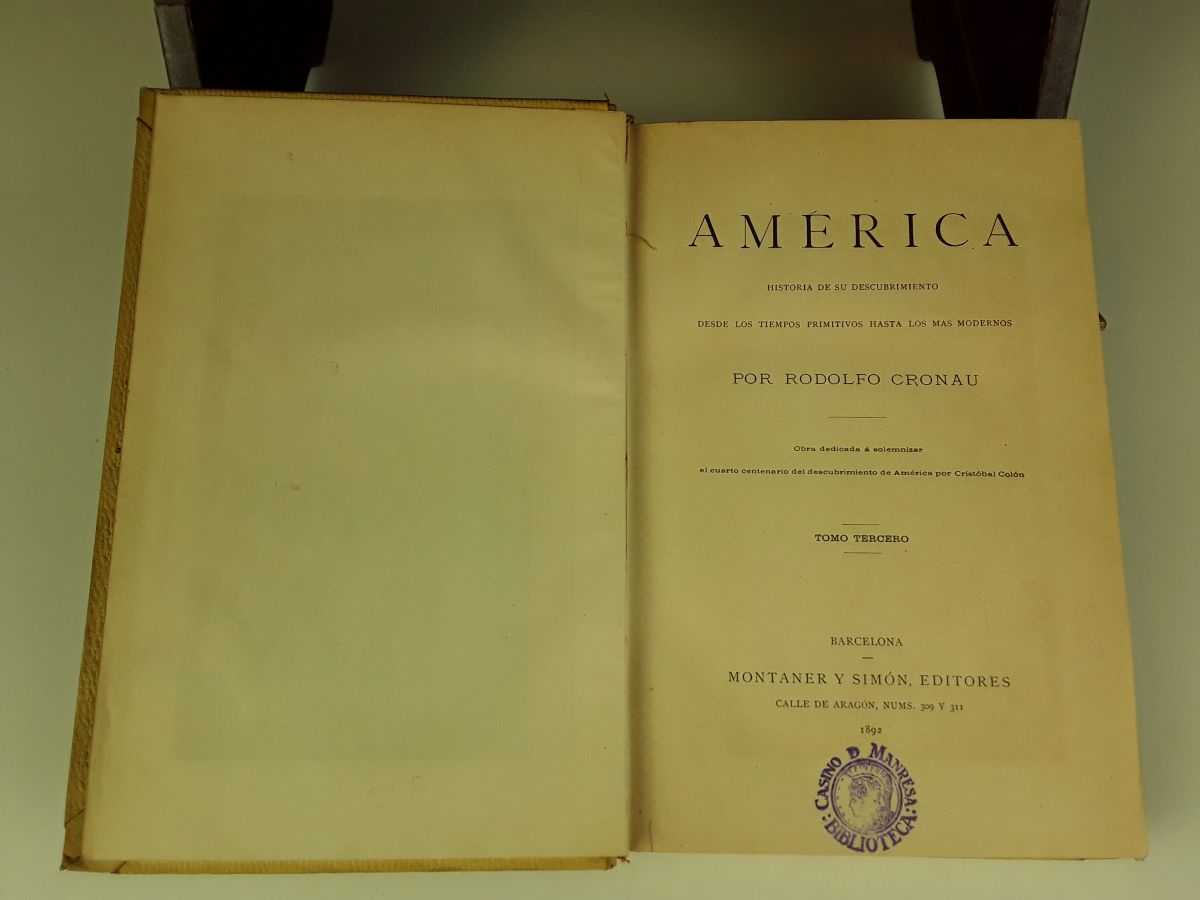 AMÉRICA
HISTORIA DE SU DESCUBRIMIENTO
DESDE LOS TIEMPOS PRIMITIVOS HASTA LOS MAS MODERNOS
POR RODOLFO CRONAU
Obra dedicada á solemnizar
el cuarto centenario del descubrimiento de América por Cristóbal Colón
TOMO TERCERO
BARCELONA
MONTANER Y SIMÓN, EDITORES
CALLE DE ARAGÓN, NUMS. 309 Y 311
1892
CASINO D MANRESA
BIBLIOTECA